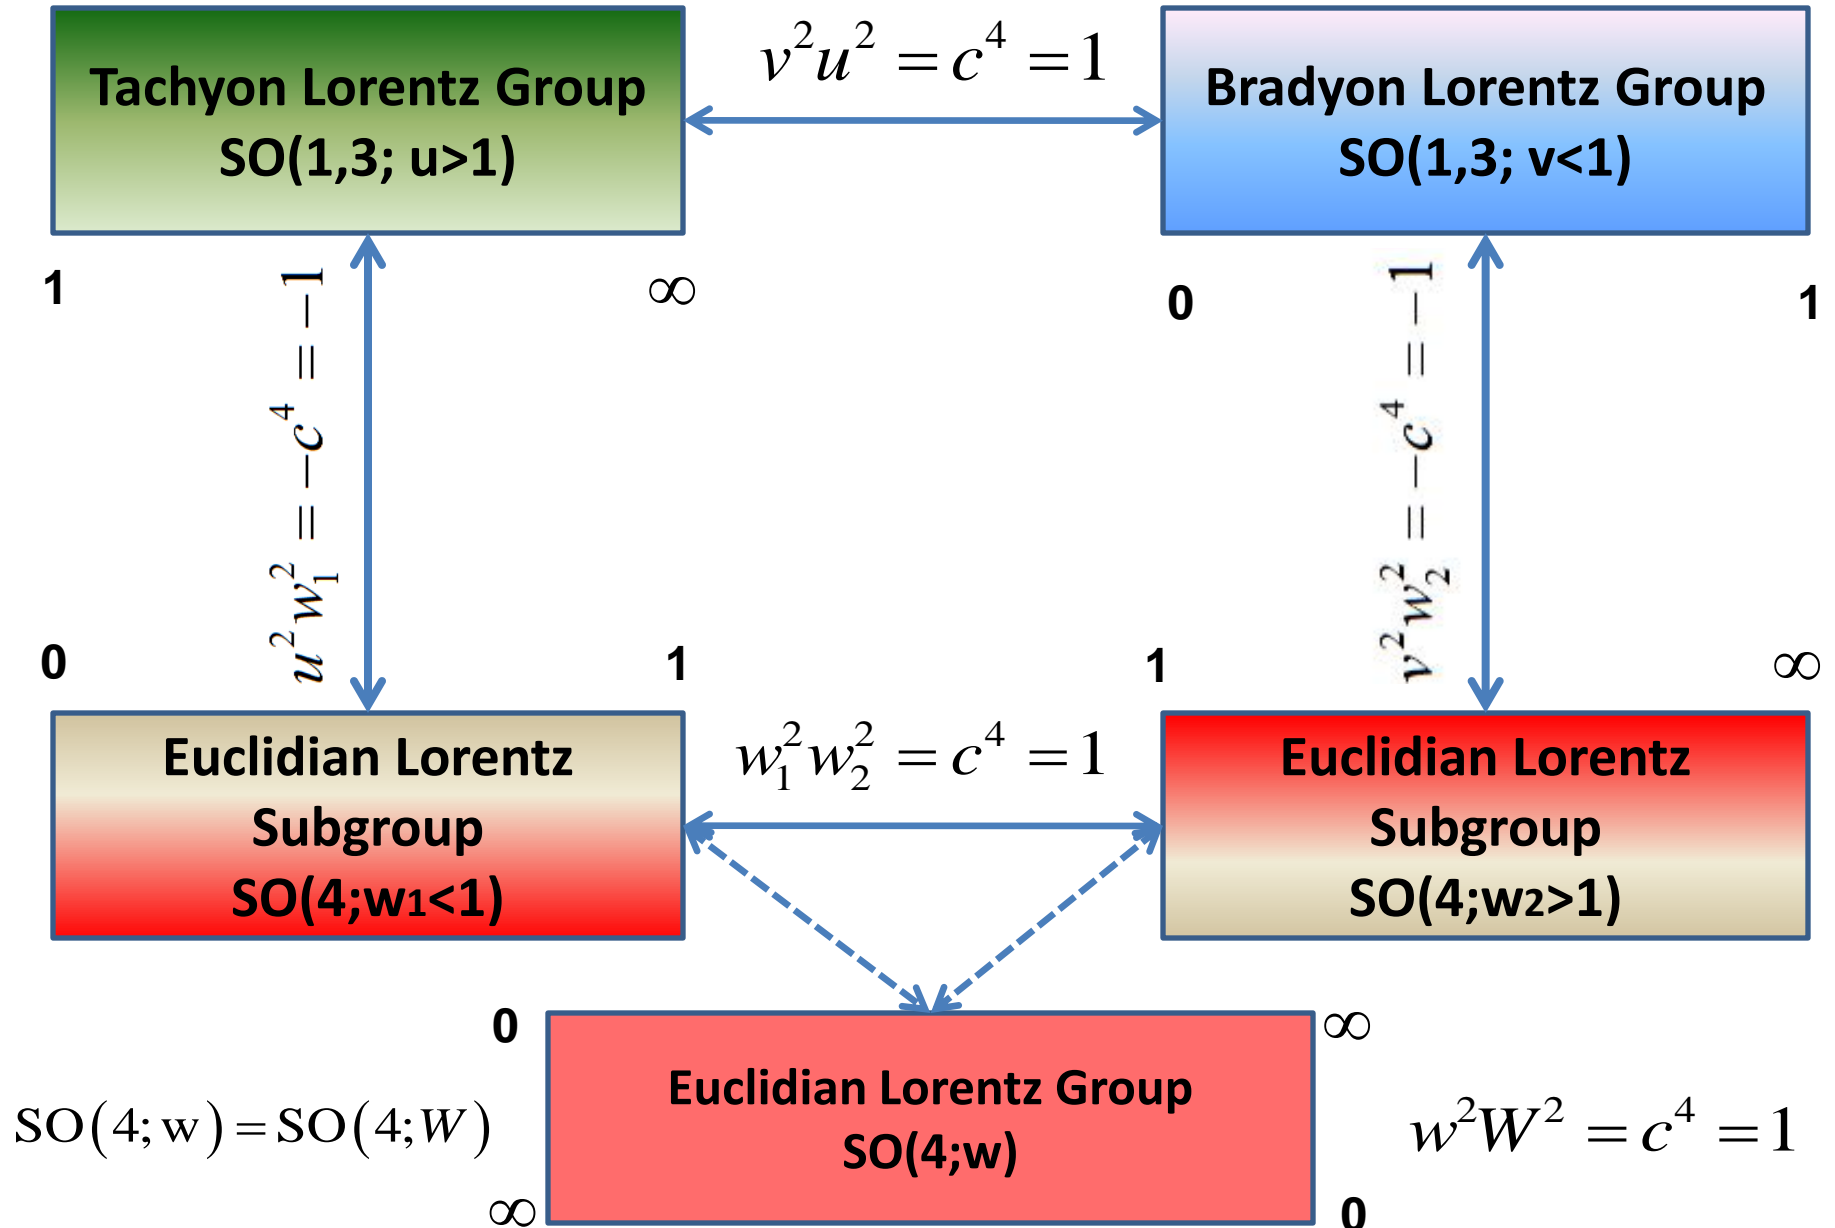 Tachyon Lorentz Group
SO(1,3; u>1)
v²u² = c⁴ = 1
Bradyon Lorentz Group
SO(1,3; v<1)
1
∞
0
1
u²w₁² = −c⁴ = −1
v²w₂² = −c⁴ = −1
0
1
1
∞
Euclidian Lorentz
Subgroup
SO(4;w₁<1)
w₁²w₂² = c⁴ = 1
Euclidian Lorentz
Subgroup
SO(4;w₂>1)
0
∞
Euclidian Lorentz Group
SO(4;w)
SO(4; w) = SO(4; W)
w²W² = c⁴ = 1
∞
0